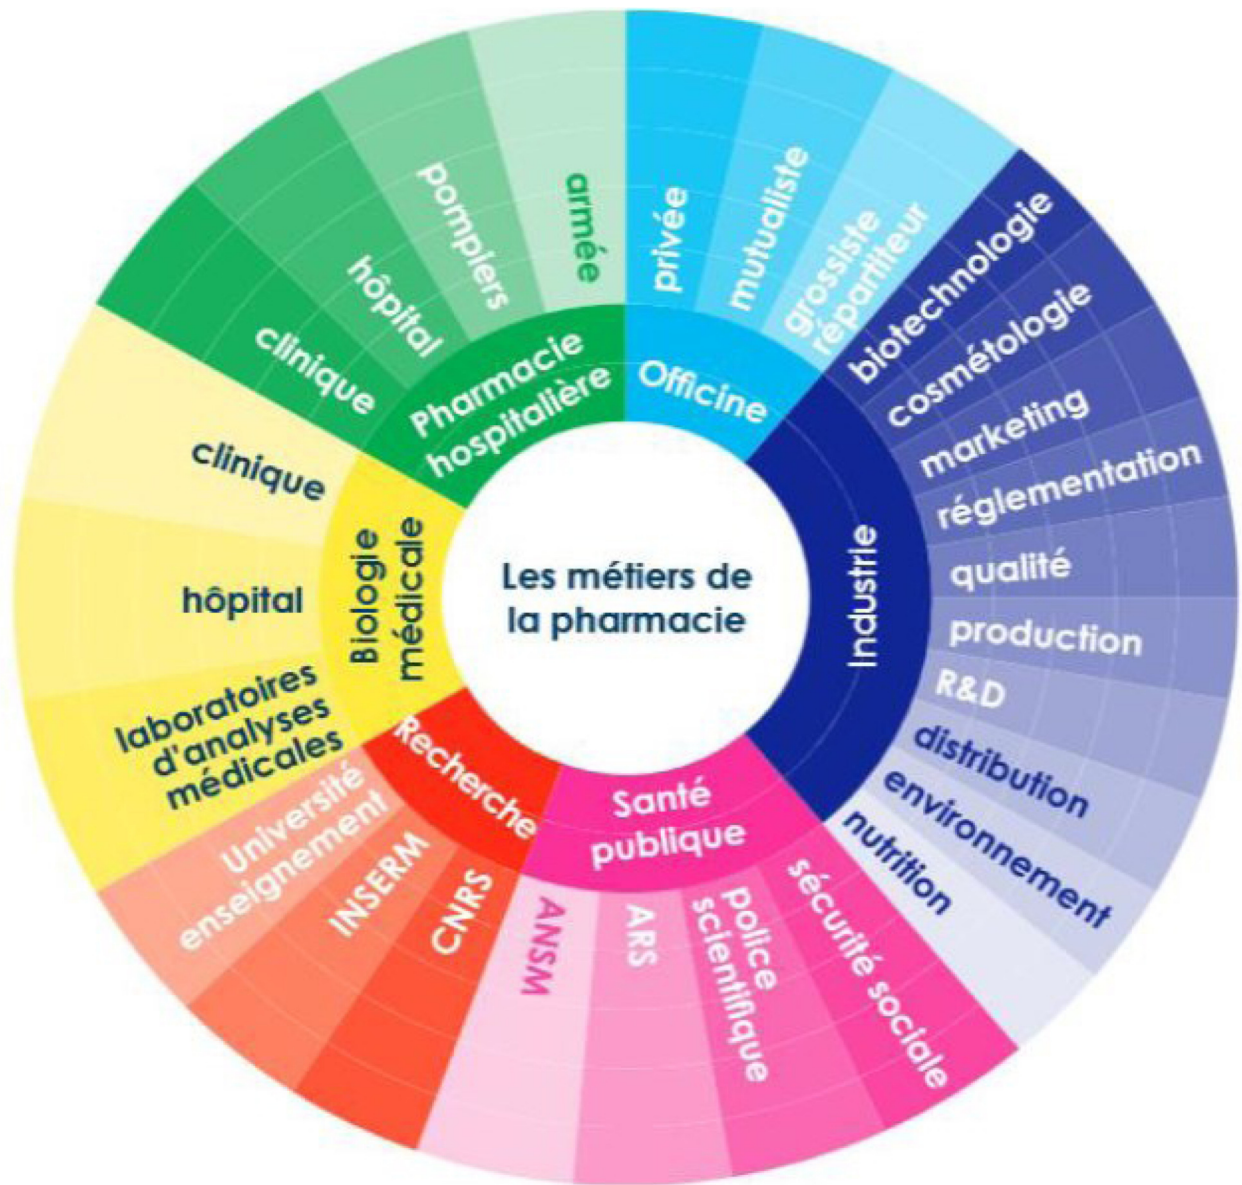 Les métiers de
la pharmacie
Officine
privée
mutualiste
grossiste
répartiteur
Industrie
biotechnologie
cosmétologie
marketing
réglementation
qualité
production
R&D
distribution
environnement
nutrition
Santé
publique
sécurité sociale
police
scientifique
ARS
ANSM
Recherche
CNRS
INSERM
Université
enseignement
Biologie
médicale
laboratoires
d'analyses
médicales
hôpital
clinique
Pharmacie
hospitalière
clinique
hôpital
pompiers
armée